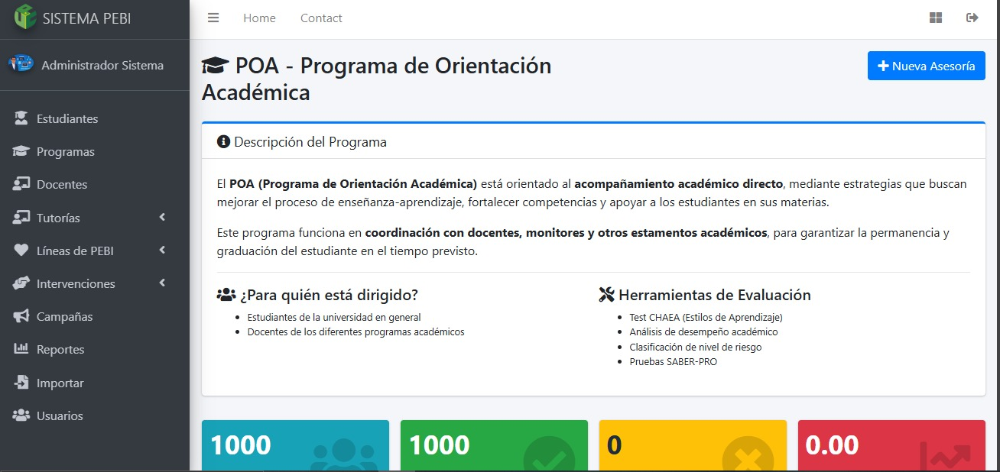 SISTEMA PEBI
Home
Contact
Administrador Sistema
Estudiantes
Programas
Docentes
Tutorías
Líneas de PEBI
Intervenciones
Campañas
Reportes
Importar
Usuarios
POA - Programa de Orientación
Académica
Nueva Asesoría
Descripción del Programa
El POA (Programa de Orientación Académica) está orientado al acompañamiento académico directo, mediante estrategias que buscan
mejorar el proceso de enseñanza-aprendizaje, fortalecer competencias y apoyar a los estudiantes en sus materias.
Este programa funciona en coordinación con docentes, monitores y otros estamentos académicos, para garantizar la permanencia y
graduación del estudiante en el tiempo previsto.
¿Para quién está dirigido?
Estudiantes de la universidad en general
Docentes de los diferentes programas académicos
Herramientas de Evaluación
Test CHAEA (Estilos de Aprendizaje)
Análisis de desempeño académico
Clasificación de nivel de riesgo
Pruebas SABER-PRO
1000
1000
0
0.00